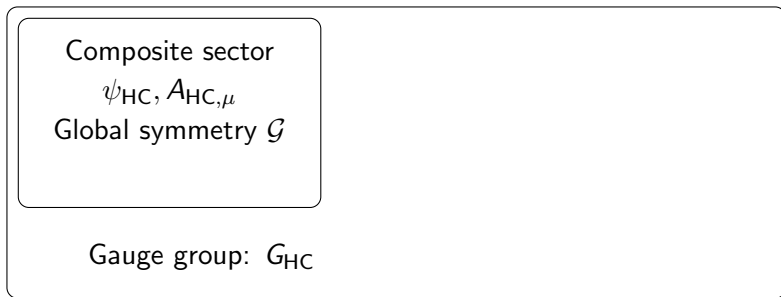 Composite sector
ψ_HC, A_HC,μ
Global symmetry 𝒢
Gauge group: G_HC